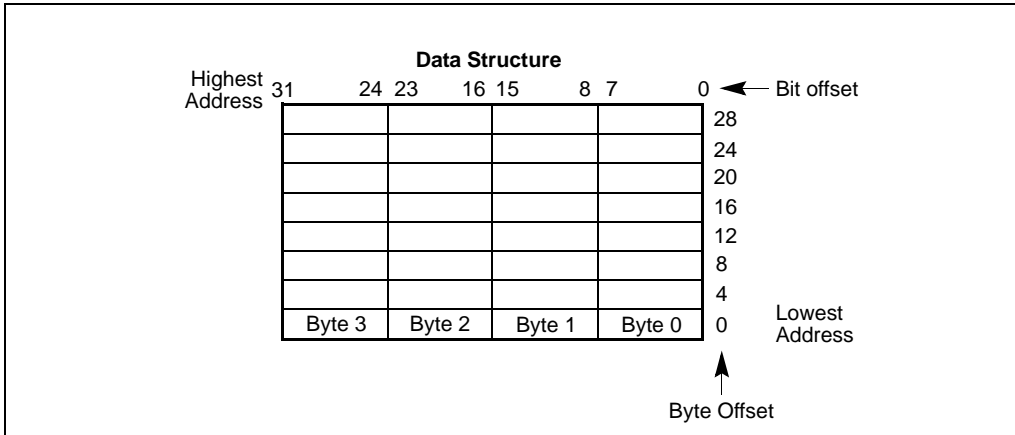 Data Structure
Highest
Address
31 24 23 16 15 8 7 0
Bit offset
28
24
20
16
12
8
4
Byte 3 Byte 2 Byte 1 Byte 0 0
Lowest
Address
Byte Offset